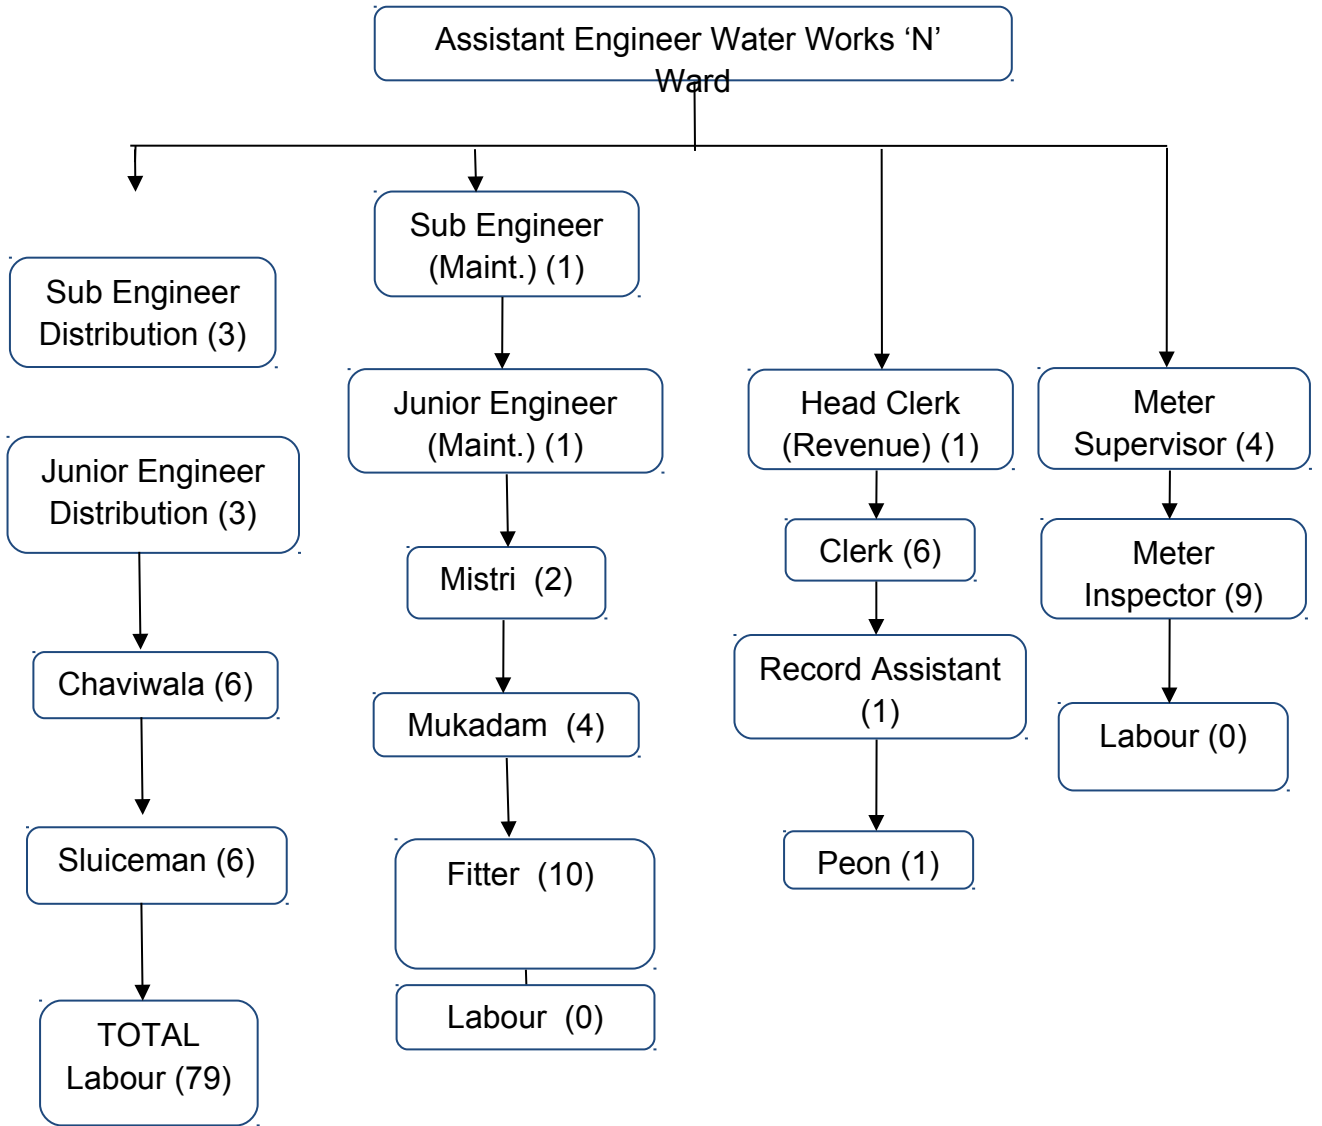 Assistant Engineer Water Works ‘N’
Ward
Sub Engineer
Distribution (3)
Junior Engineer
Distribution (3)
Chaviwala (6)
Sluiceman (6)
TOTAL
Labour (79)
Sub Engineer
(Maint.) (1)
Junior Engineer
(Maint.) (1)
Mistri (2)
Mukadam (4)
Fitter (10)
Labour (0)
Head Clerk
(Revenue) (1)
Clerk (6)
Record Assistant
(1)
Peon (1)
Meter
Supervisor (4)
Meter
Inspector (9)
Labour (0)